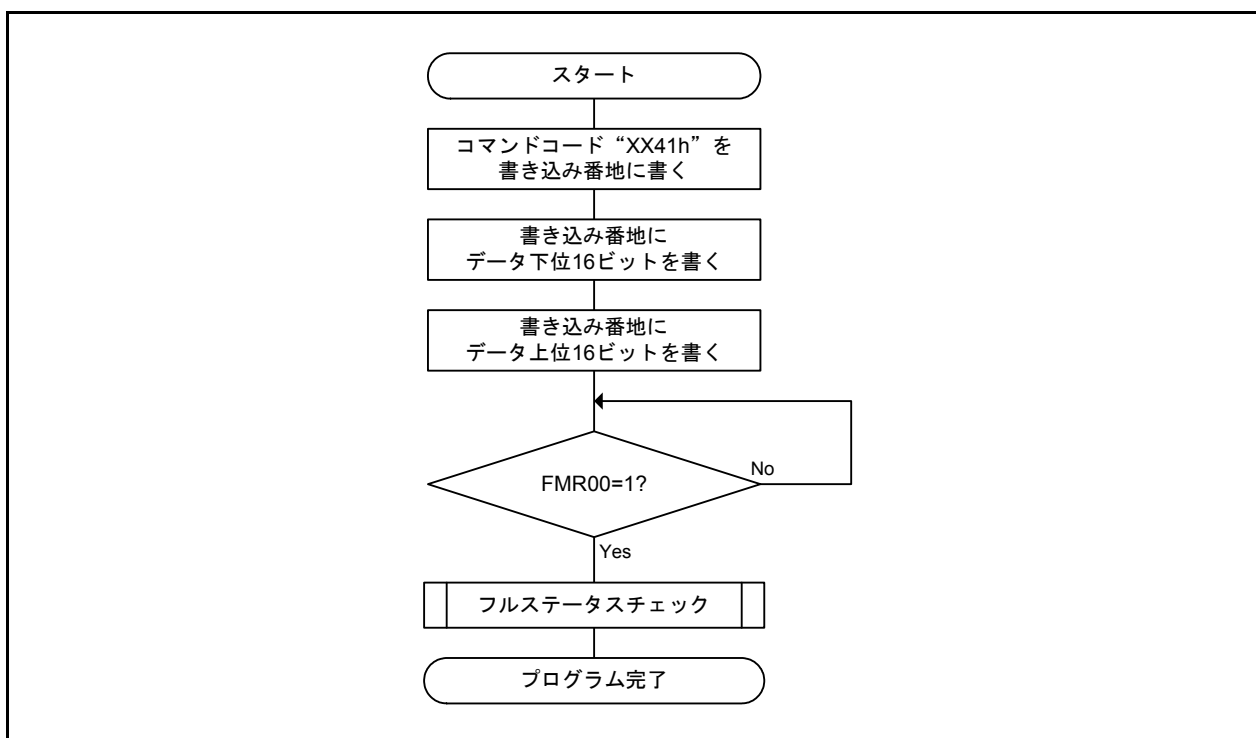 スタート
コマンドコード“XX41h”を
書き込み番地に書く
書き込み番地に
データ下位16ビットを書く
書き込み番地に
データ上位16ビットを書く
FMR00=1?
No
Yes
フルステータスチェック
プログラム完了